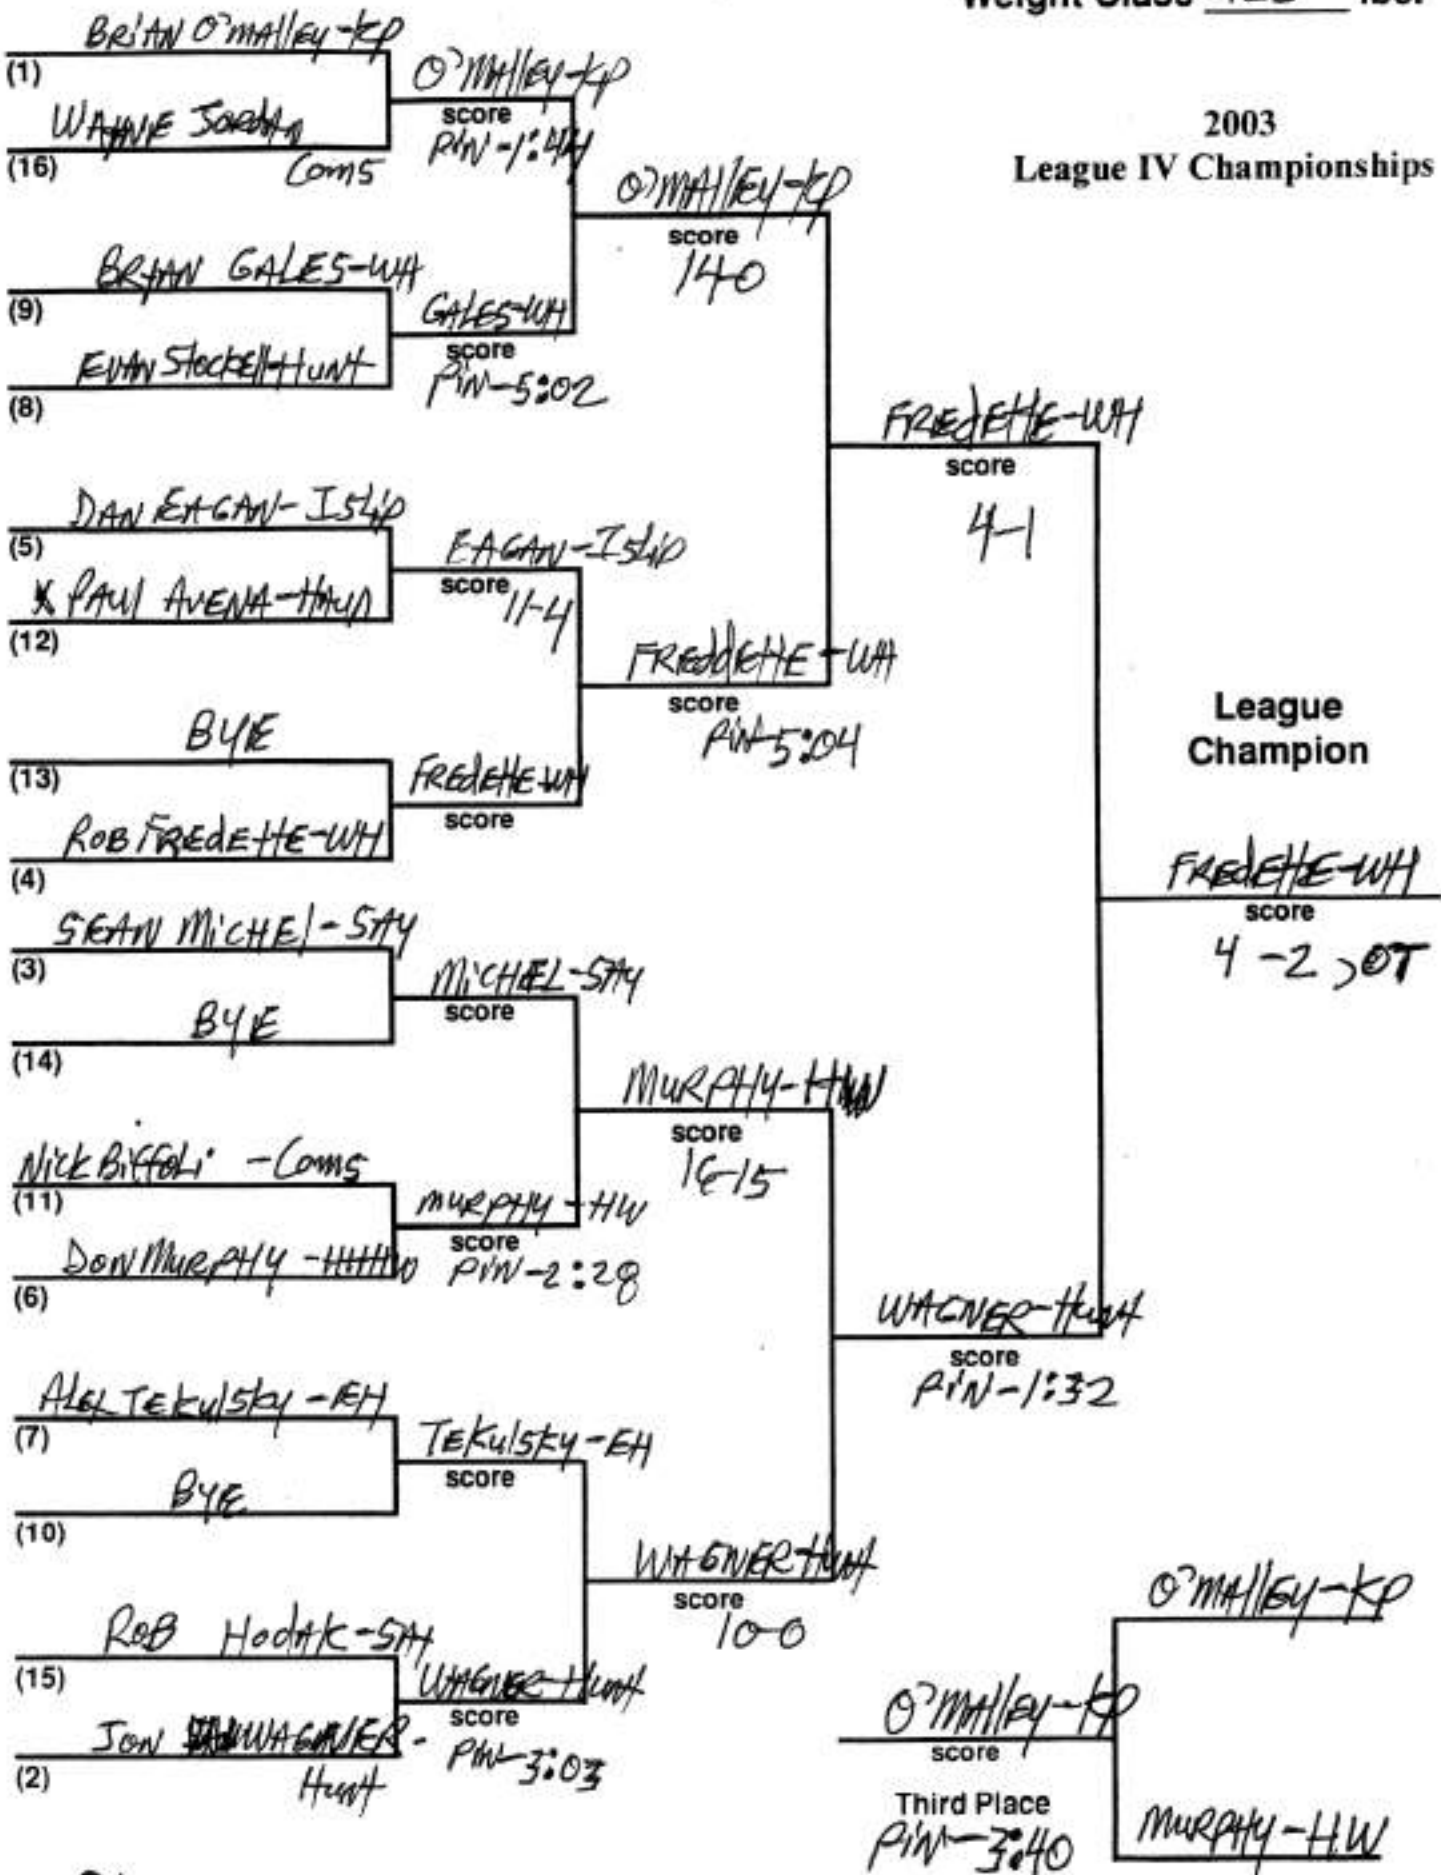 Weight Class lbs.
2003
League IV Championships
BRIAN O'MAllEY-KP
(1)
WAYNE JORDAN
Coms
(16)
O'MAllEY-KP
score
PIN-1:44
BRYAN GALES-WH
(9)
EVAN Stockell-Hunt
(8)
GALES-WH
score
PIN-5:02
O'MAllEY-KP
score
14-0
DAN EAGAN-ISLIP
(5)
PAUl AVENA-HAUP
(12)
EAGAN-ISLIP
score
11-4
BYE
(13)
ROB FREDETTE-WH
(4)
FREDETTE-WH
score
FREDDETTE-WH
score
PIN-5:04
FREDETTE-WH
score
4-1
SEAN MICHEl-SAY
(3)
BYE
(14)
MICHEL-SAY
score
NICK BIFFOLI-Coms
(11)
DON MURPHY-
(6)
MURPHY-HW
score
PIN-2:28
MURPHY-
score
16-15
ALEX TEKULSKY-EH
(7)
BYE
(10)
TEKULSKY-EH
score
ROB HODAK-SAY
(15)
JON WAGNER-
Hunt
(2)
WAGNER-Hunt
score
PIN-3:03
WAGNER-Hunt
score
10-0
WAGNER-Hunt
score
PIN-1:32
League
Champion
FREDETTE-WH
score
4-2, OT
O'MAllEY-KP
O'MAllEY-KP
score
Third Place
PIN-3:40
MURPHY-H.W